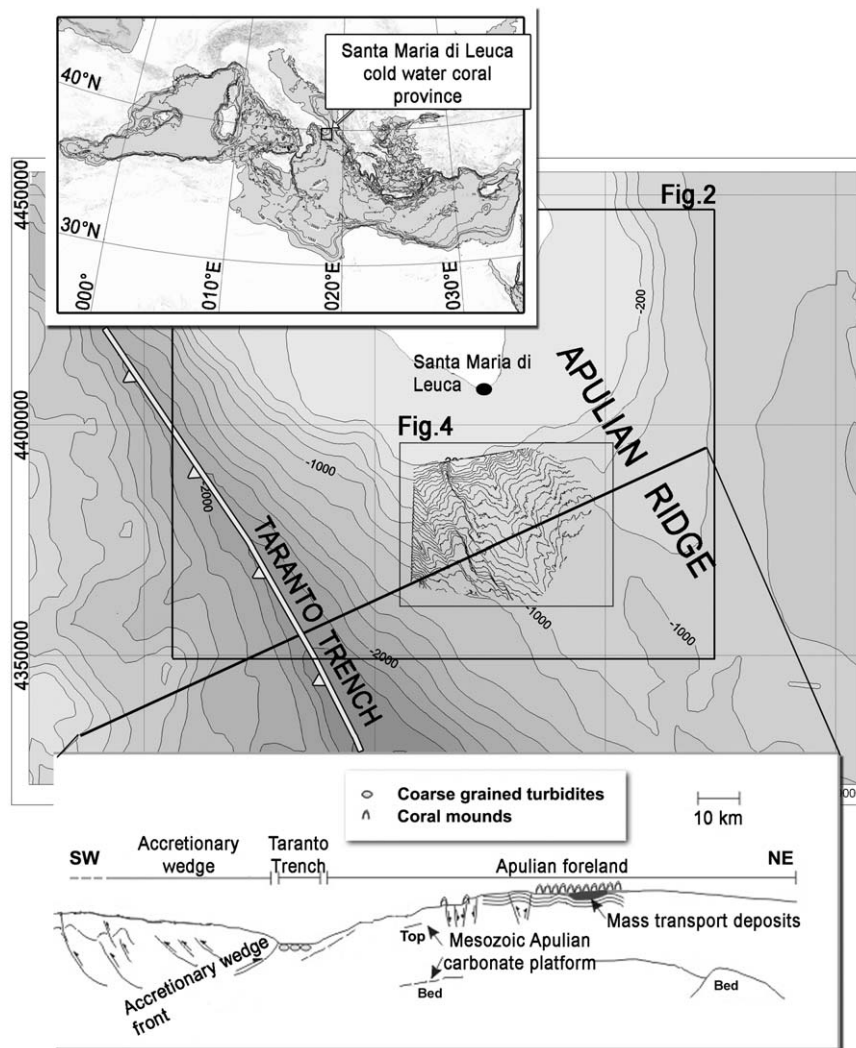 Santa Maria di Leuca
cold water coral
province
40°N
30°N
000°
010°E
020°E
030°E
4450000
4400000
4350000
Fig.2
-200
Santa Maria di
Leuca
APULIAN
RIDGE
Fig.4
-1000
-2000
TARANTO TRENCH
-1000
-1000
-2000
Coarse grained turbidites
Coral mounds
10 km
SW
Accretionary
wedge
Taranto
Trench
Apulian foreland
NE
Mass transport deposits
Top
Mesozoic Apulian
carbonate platform
Accretionary wedge
front
Bed
Bed